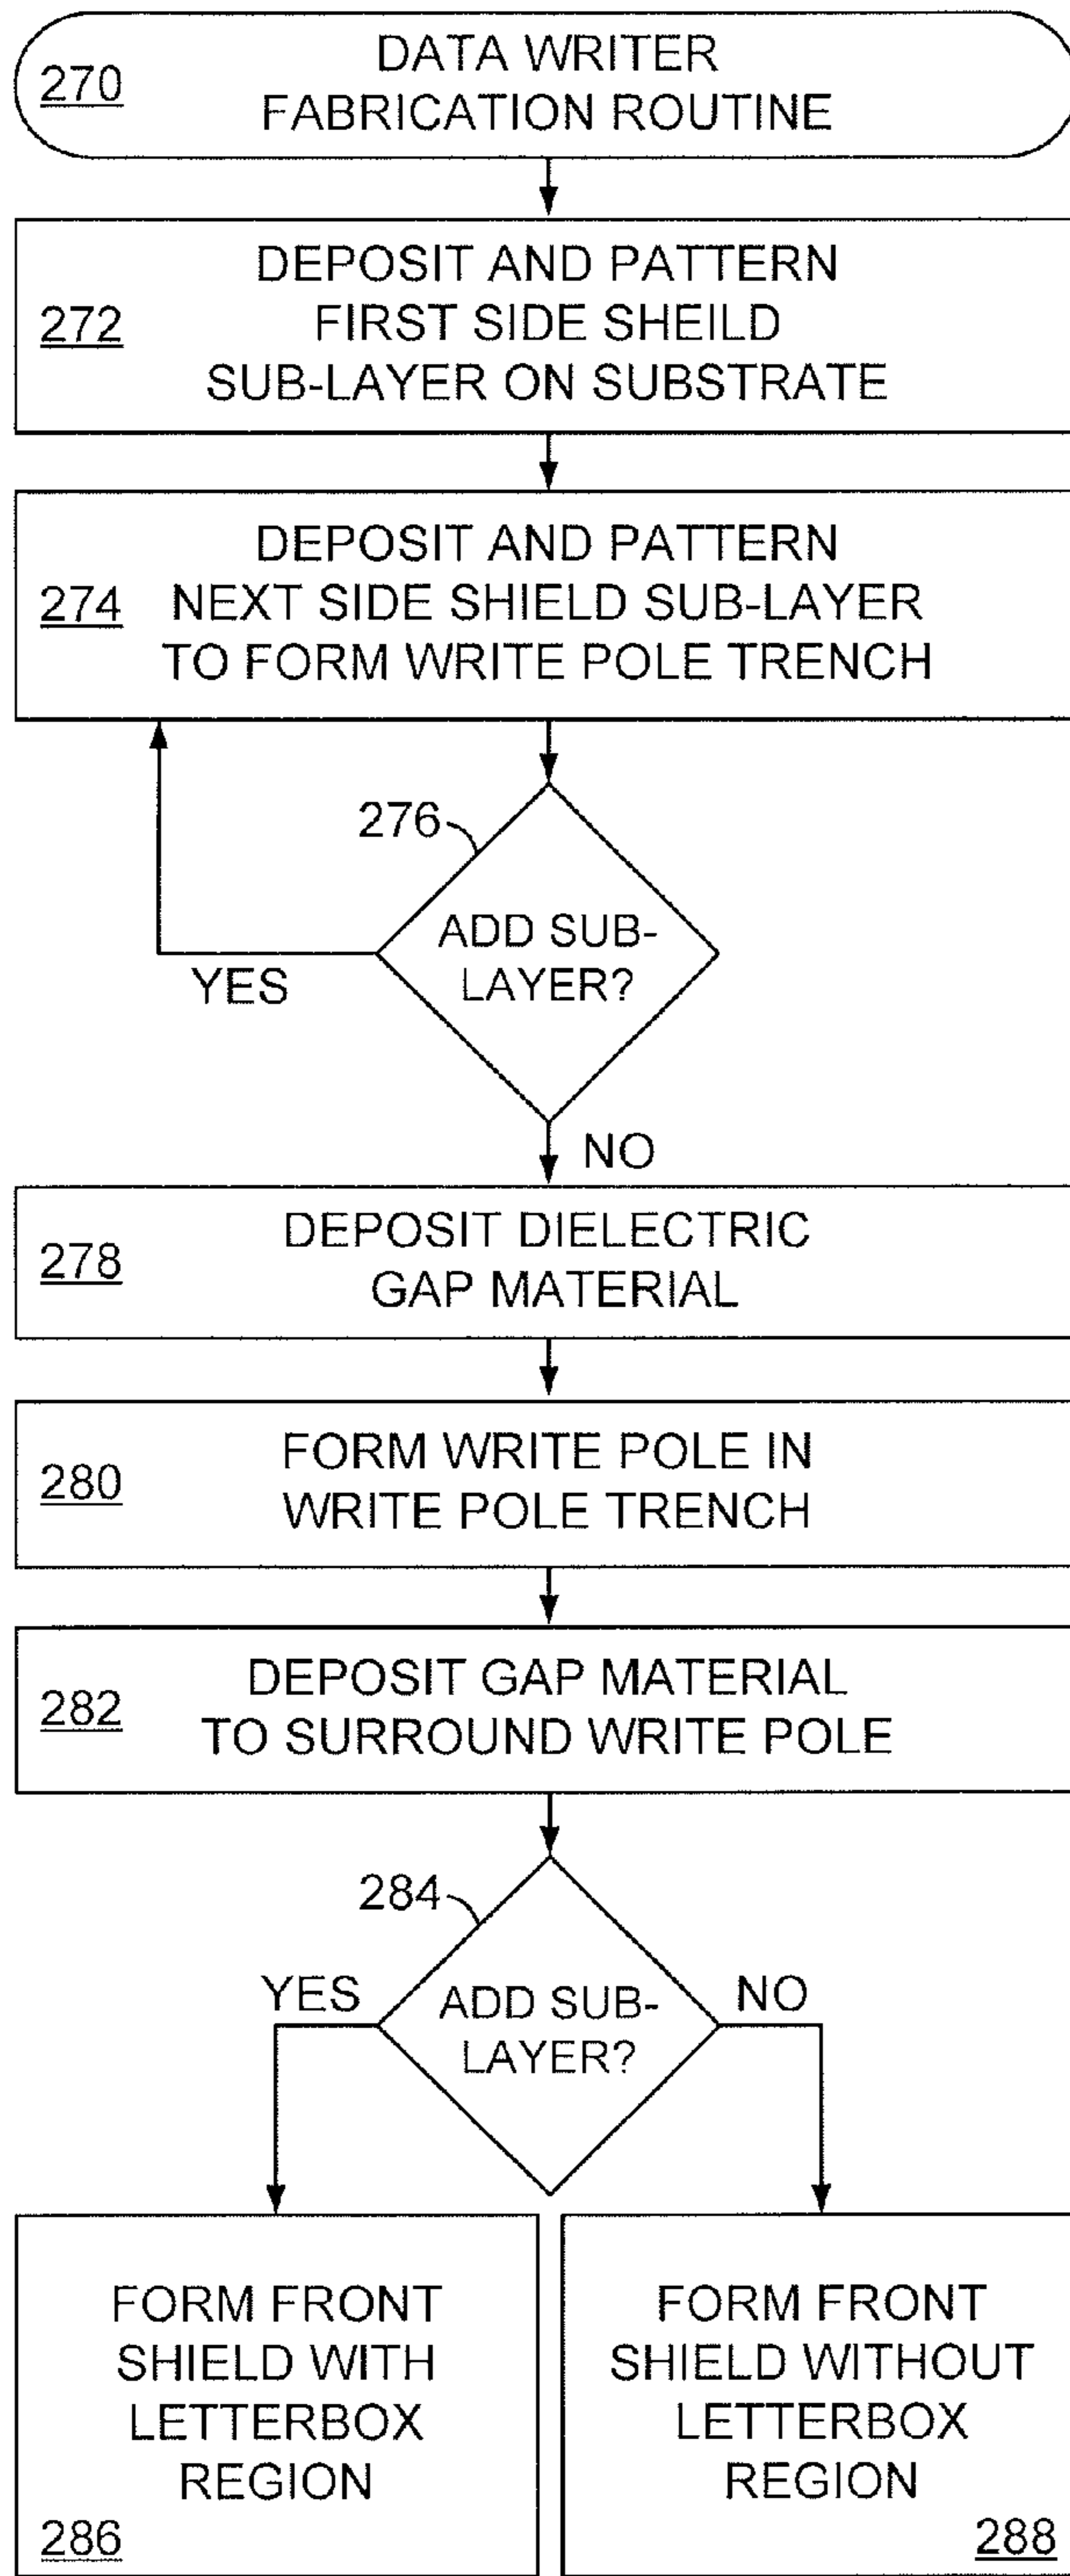 270
DATA WRITER
FABRICATION ROUTINE
272
DEPOSIT AND PATTERN
FIRST SIDE SHEILD
SUB-LAYER ON SUBSTRATE
274
DEPOSIT AND PATTERN
NEXT SIDE SHIELD SUB-LAYER
TO FORM WRITE POLE TRENCH
276
ADD SUB-
LAYER?
YES
NO
278
DEPOSIT DIELECTRIC
GAP MATERIAL
280
FORM WRITE POLE IN
WRITE POLE TRENCH
282
DEPOSIT GAP MATERIAL
TO SURROUND WRITE POLE
284
YES
ADD SUB-
LAYER?
NO
FORM FRONT
SHIELD WITH
LETTERBOX
REGION
286
FORM FRONT
SHIELD WITHOUT
LETTERBOX
REGION
288